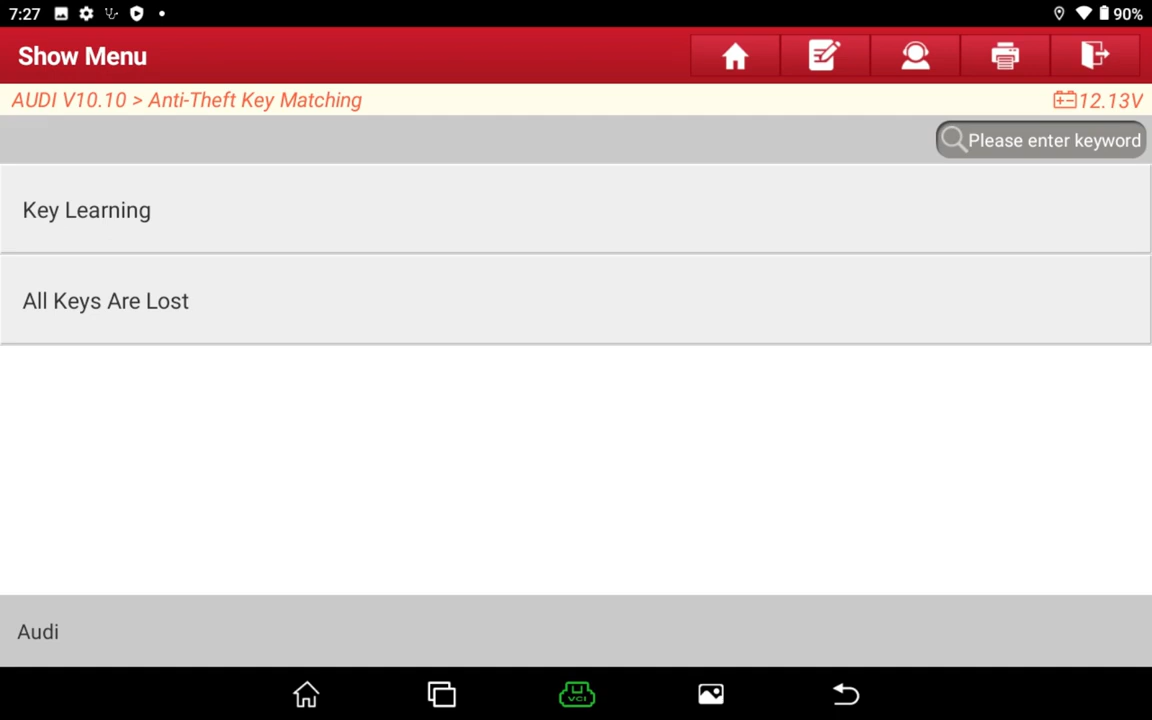 7:27
90%
Show Menu
AUDI V10.10 > Anti-Theft Key Matching
12.13V
Please enter keyword
Key Learning
All Keys Are Lost
Audi
VCI